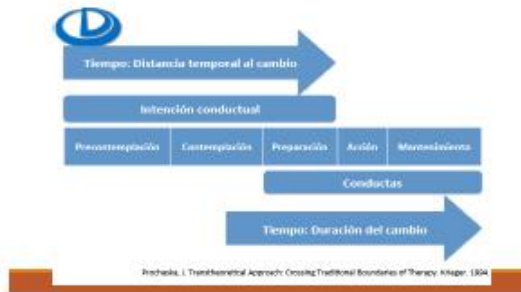 Tiempo: Distancia temporal al cambio
Intención conductual
Precontemplación Contemplación Preparación Acción Mantenimiento
Conductas
Tiempo: Duración del cambio
Prochaska, J. Transtheoretical Approach: Crossing Traditional Boundaries of Therapy. Krieger. 1994